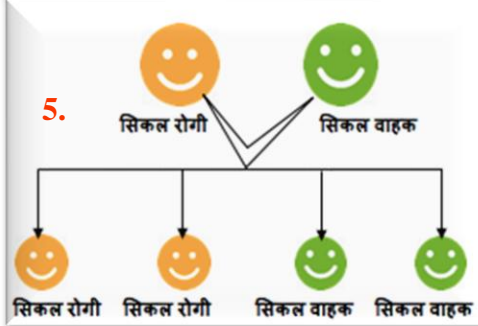 5.
सिकल रोगी सिकल वाहक
सिकल रोगी सिकल रोगी सिकल वाहक सिकल वाहक